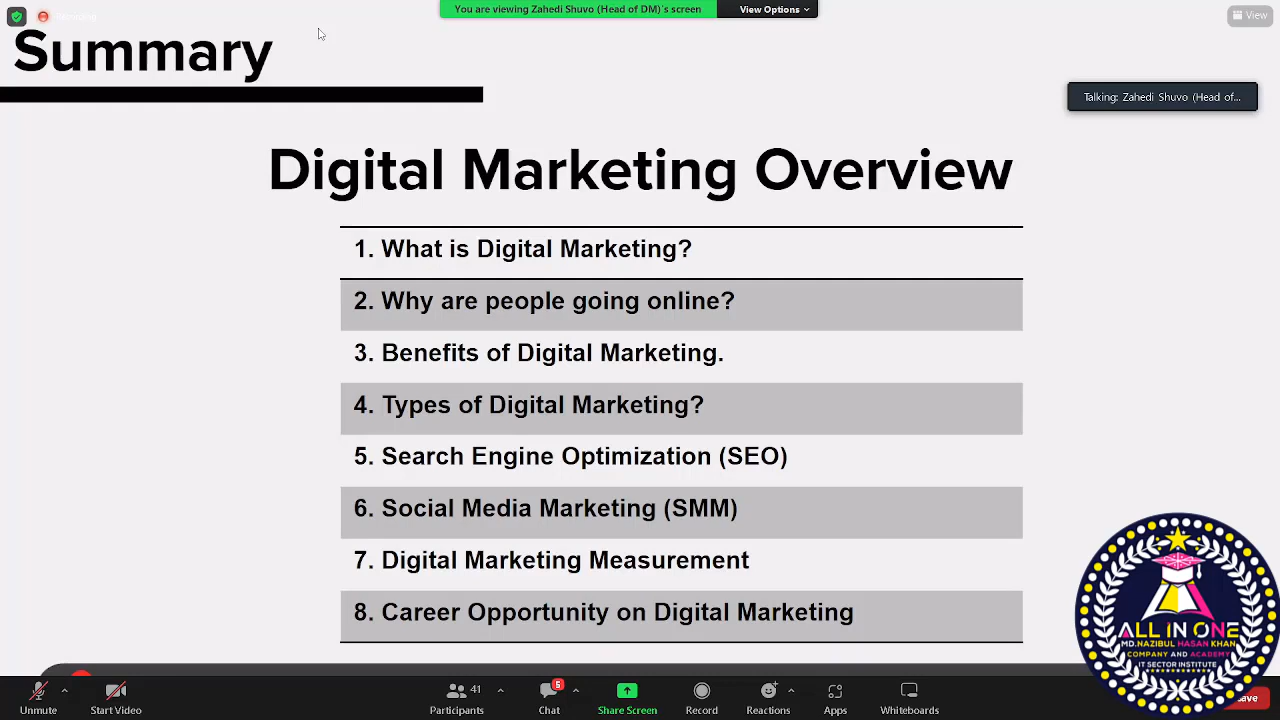 Recording
You are viewing Zahedi Shuvo (Head of DM)'s screen
View Options
View
Summary
Talking: Zahedi Shuvo (Head of...
Digital Marketing Overview
1. What is Digital Marketing?
2. Why are people going online?
3. Benefits of Digital Marketing.
4. Types of Digital Marketing?
5. Search Engine Optimization (SEO)
6. Social Media Marketing (SMM)
7. Digital Marketing Measurement
8. Career Opportunity on Digital Marketing
ALL IN ONE
MD.NAZIBUL HASAN KHAN
COMPANY AND ACADEMY
IT SECTOR INSTITUTE
41
5
Unmute
Start Video
Participants
Chat
Share Screen
Record
Reactions
Apps
Whiteboards